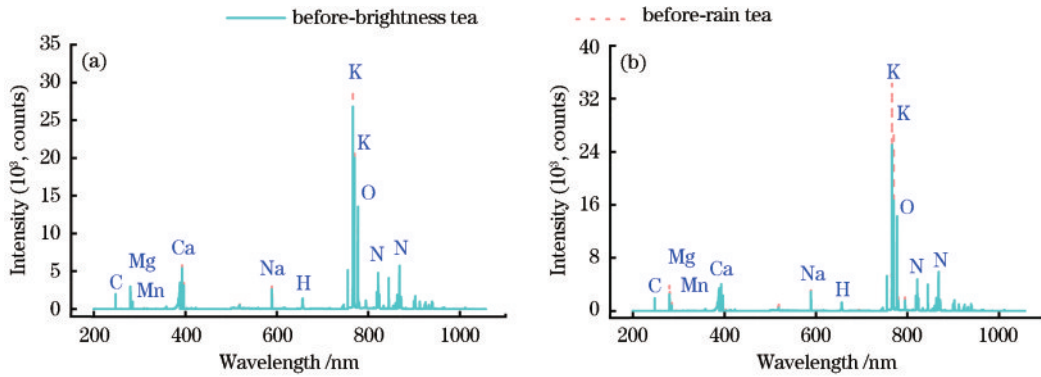 before-brightness tea
before-rain tea
(a)
35
30
25
20
15
10
5
0
Intensity (10³, counts)
K
K
O
Ca
Mg
C
Mn
Na
H
N
N
200
400
600
800
1000
Wavelength /nm
(b)
40
32
24
16
8
0
Intensity (10³, counts)
K
K
O
Mg
Ca
C
Mn
Na
H
N
N
200
400
600
800
1000
Wavelength /nm